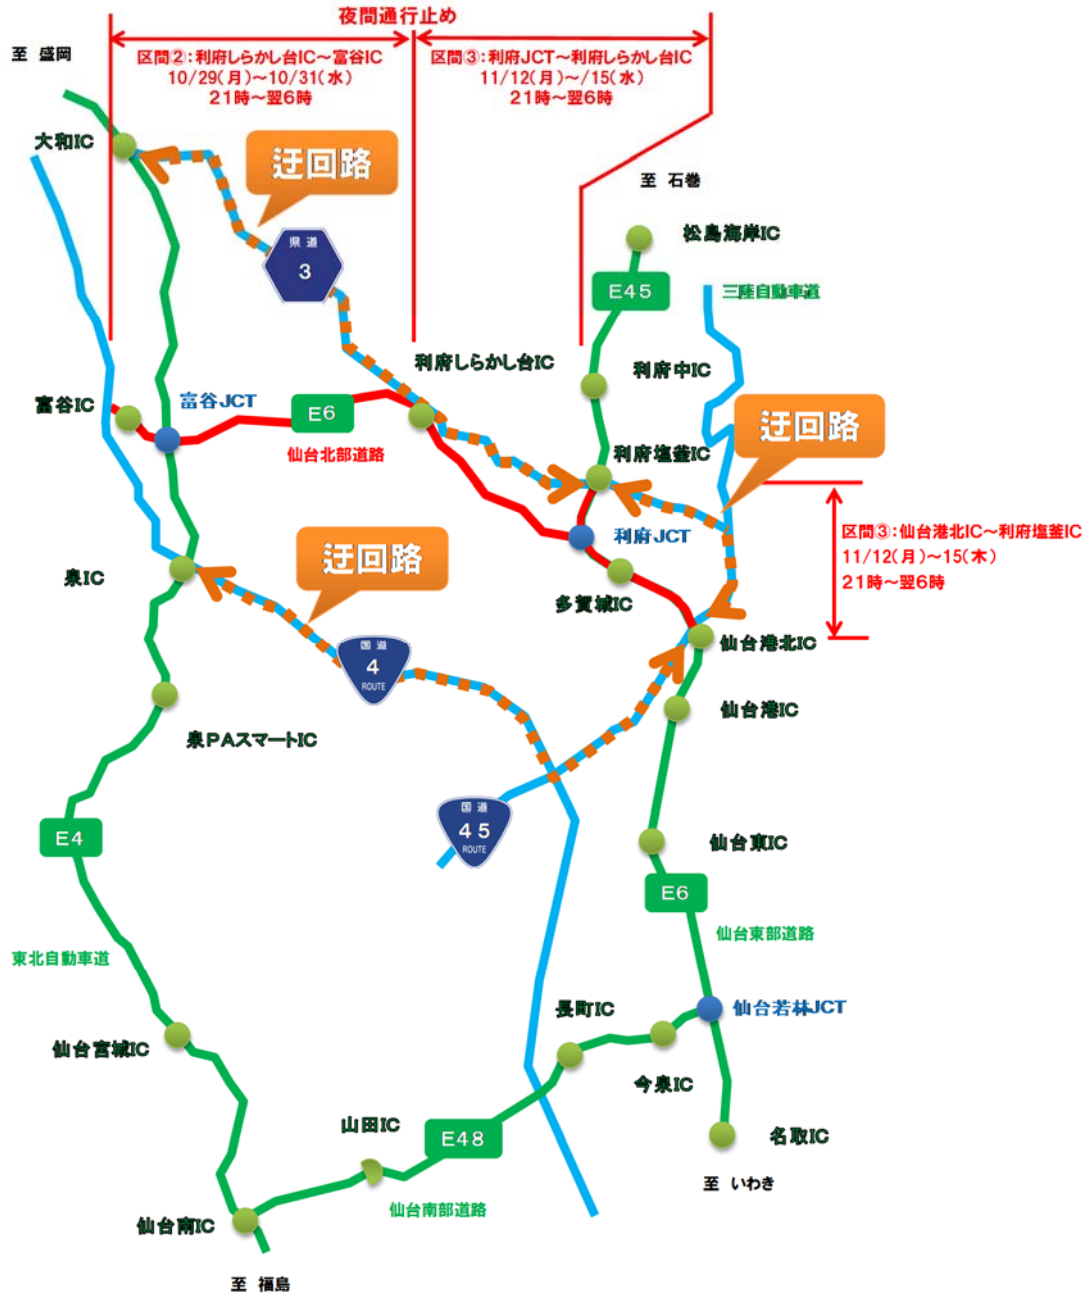 夜間通行止め
至 盛岡
区間②:利府しらかし台IC~富谷IC
10/29(月)~10/31(水)
21時~翌6時
区間③:利府JCT~利府しらかし台IC
11/12(月)~/15(水)
21時~翌6時
大和IC
迂回路
至 石巻
県道
3
松島海岸IC
E45
三陸自動車道
利府しらかし台IC
利府中IC
富谷IC
富谷JCT
E6
仙台北部道路
迂回路
利府塩釜IC
利府JCT
区間③:仙台港北IC~利府塩釜IC
11/12(月)~15(木)
21時~翌6時
泉IC
迂回路
多賀城IC
国道
4
ROUTE
仙台港北IC
仙台港IC
泉PAスマートIC
国道
45
ROUTE
E4
仙台東IC
E6
仙台東部道路
東北自動車道
長町IC
仙台若林JCT
仙台宮城IC
今泉IC
山田IC
E48
名取IC
至 いわき
仙台南部道路
仙台南IC
至 福島